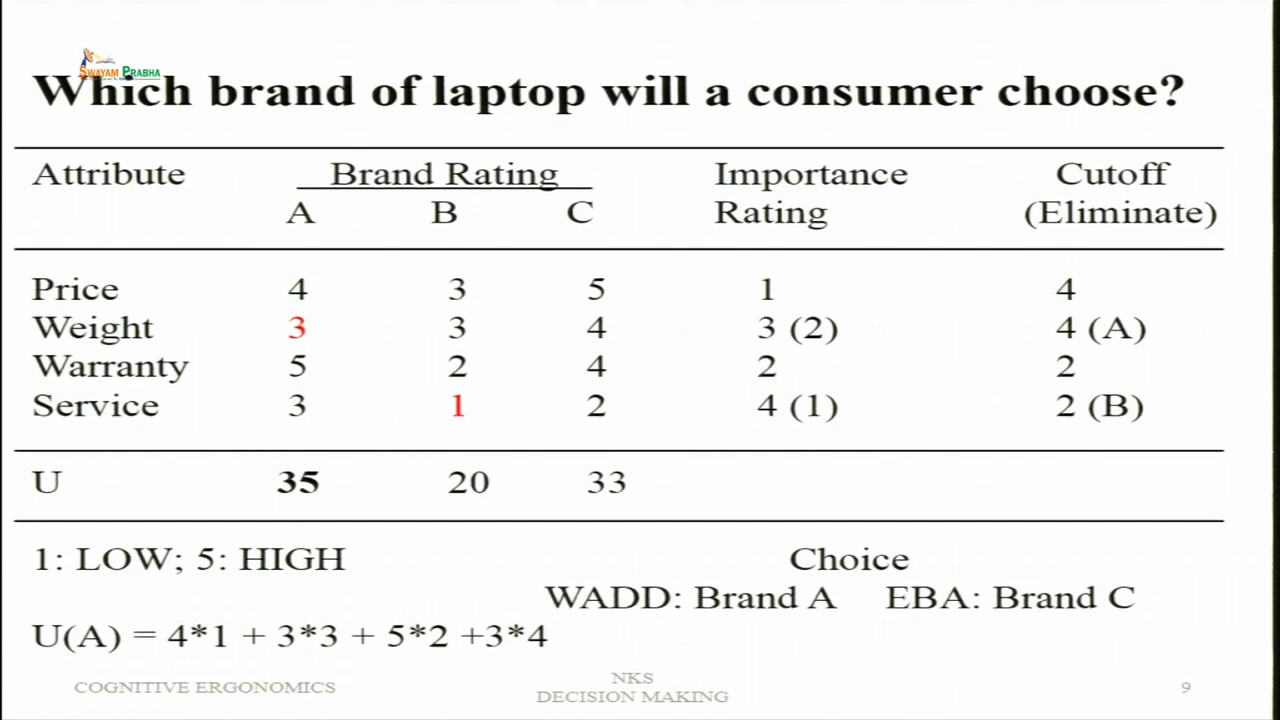 SWAYAM PRABHA
Which brand of laptop will a consumer choose?
Attribute Brand Rating Importance Cutoff
A B C Rating (Eliminate)
Price 4 3 5 1 4
Weight 3 3 4 3 (2) 4 (A)
Warranty 5 2 4 2 2
Service 3 1 2 4 (1) 2 (B)
U 35 20 33
1: LOW; 5: HIGH Choice
WADD: Brand A EBA: Brand C
U(A) = 4*1 + 3*3 + 5*2 +3*4
COGNITIVE ERGONOMICS
NKS
DECISION MAKING
9